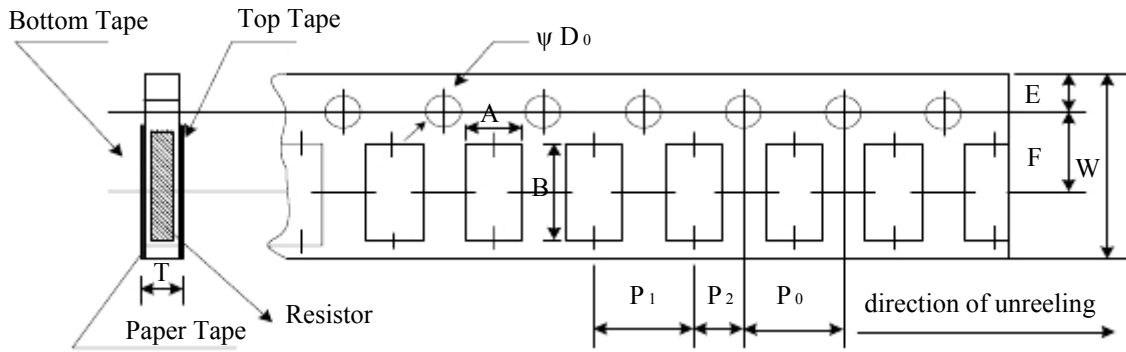 Bottom Tape
Top Tape
ψ D₀
A
E
F
W
B
T
P₁
P₂
P₀
direction of unreeling
Resistor
Paper Tape